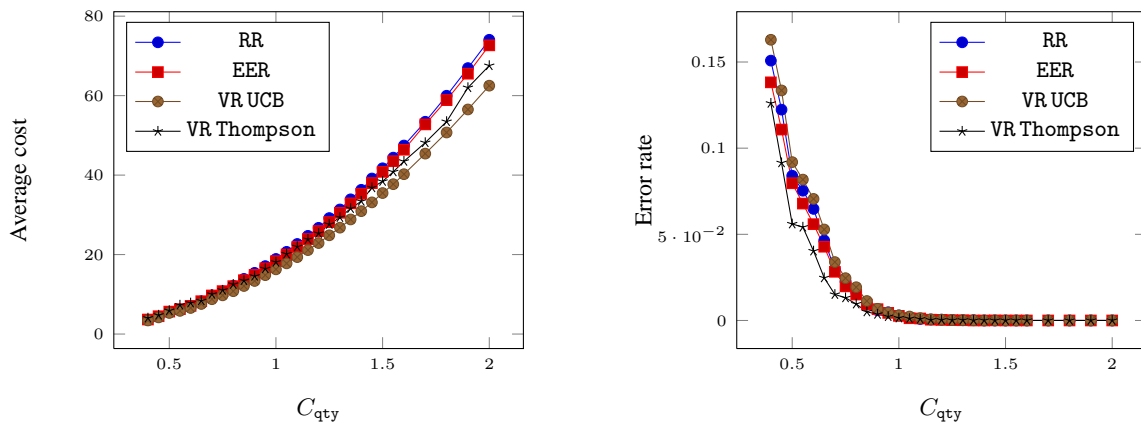 80
60
40
20
0
0.5
1
1.5
2
Average cost
C_qty
RR
EER
VR UCB
VR Thompson
0.15
0.1
5 · 10^-2
0
0.5
1
1.5
2
Error rate
C_qty
RR
EER
VR UCB
VR Thompson